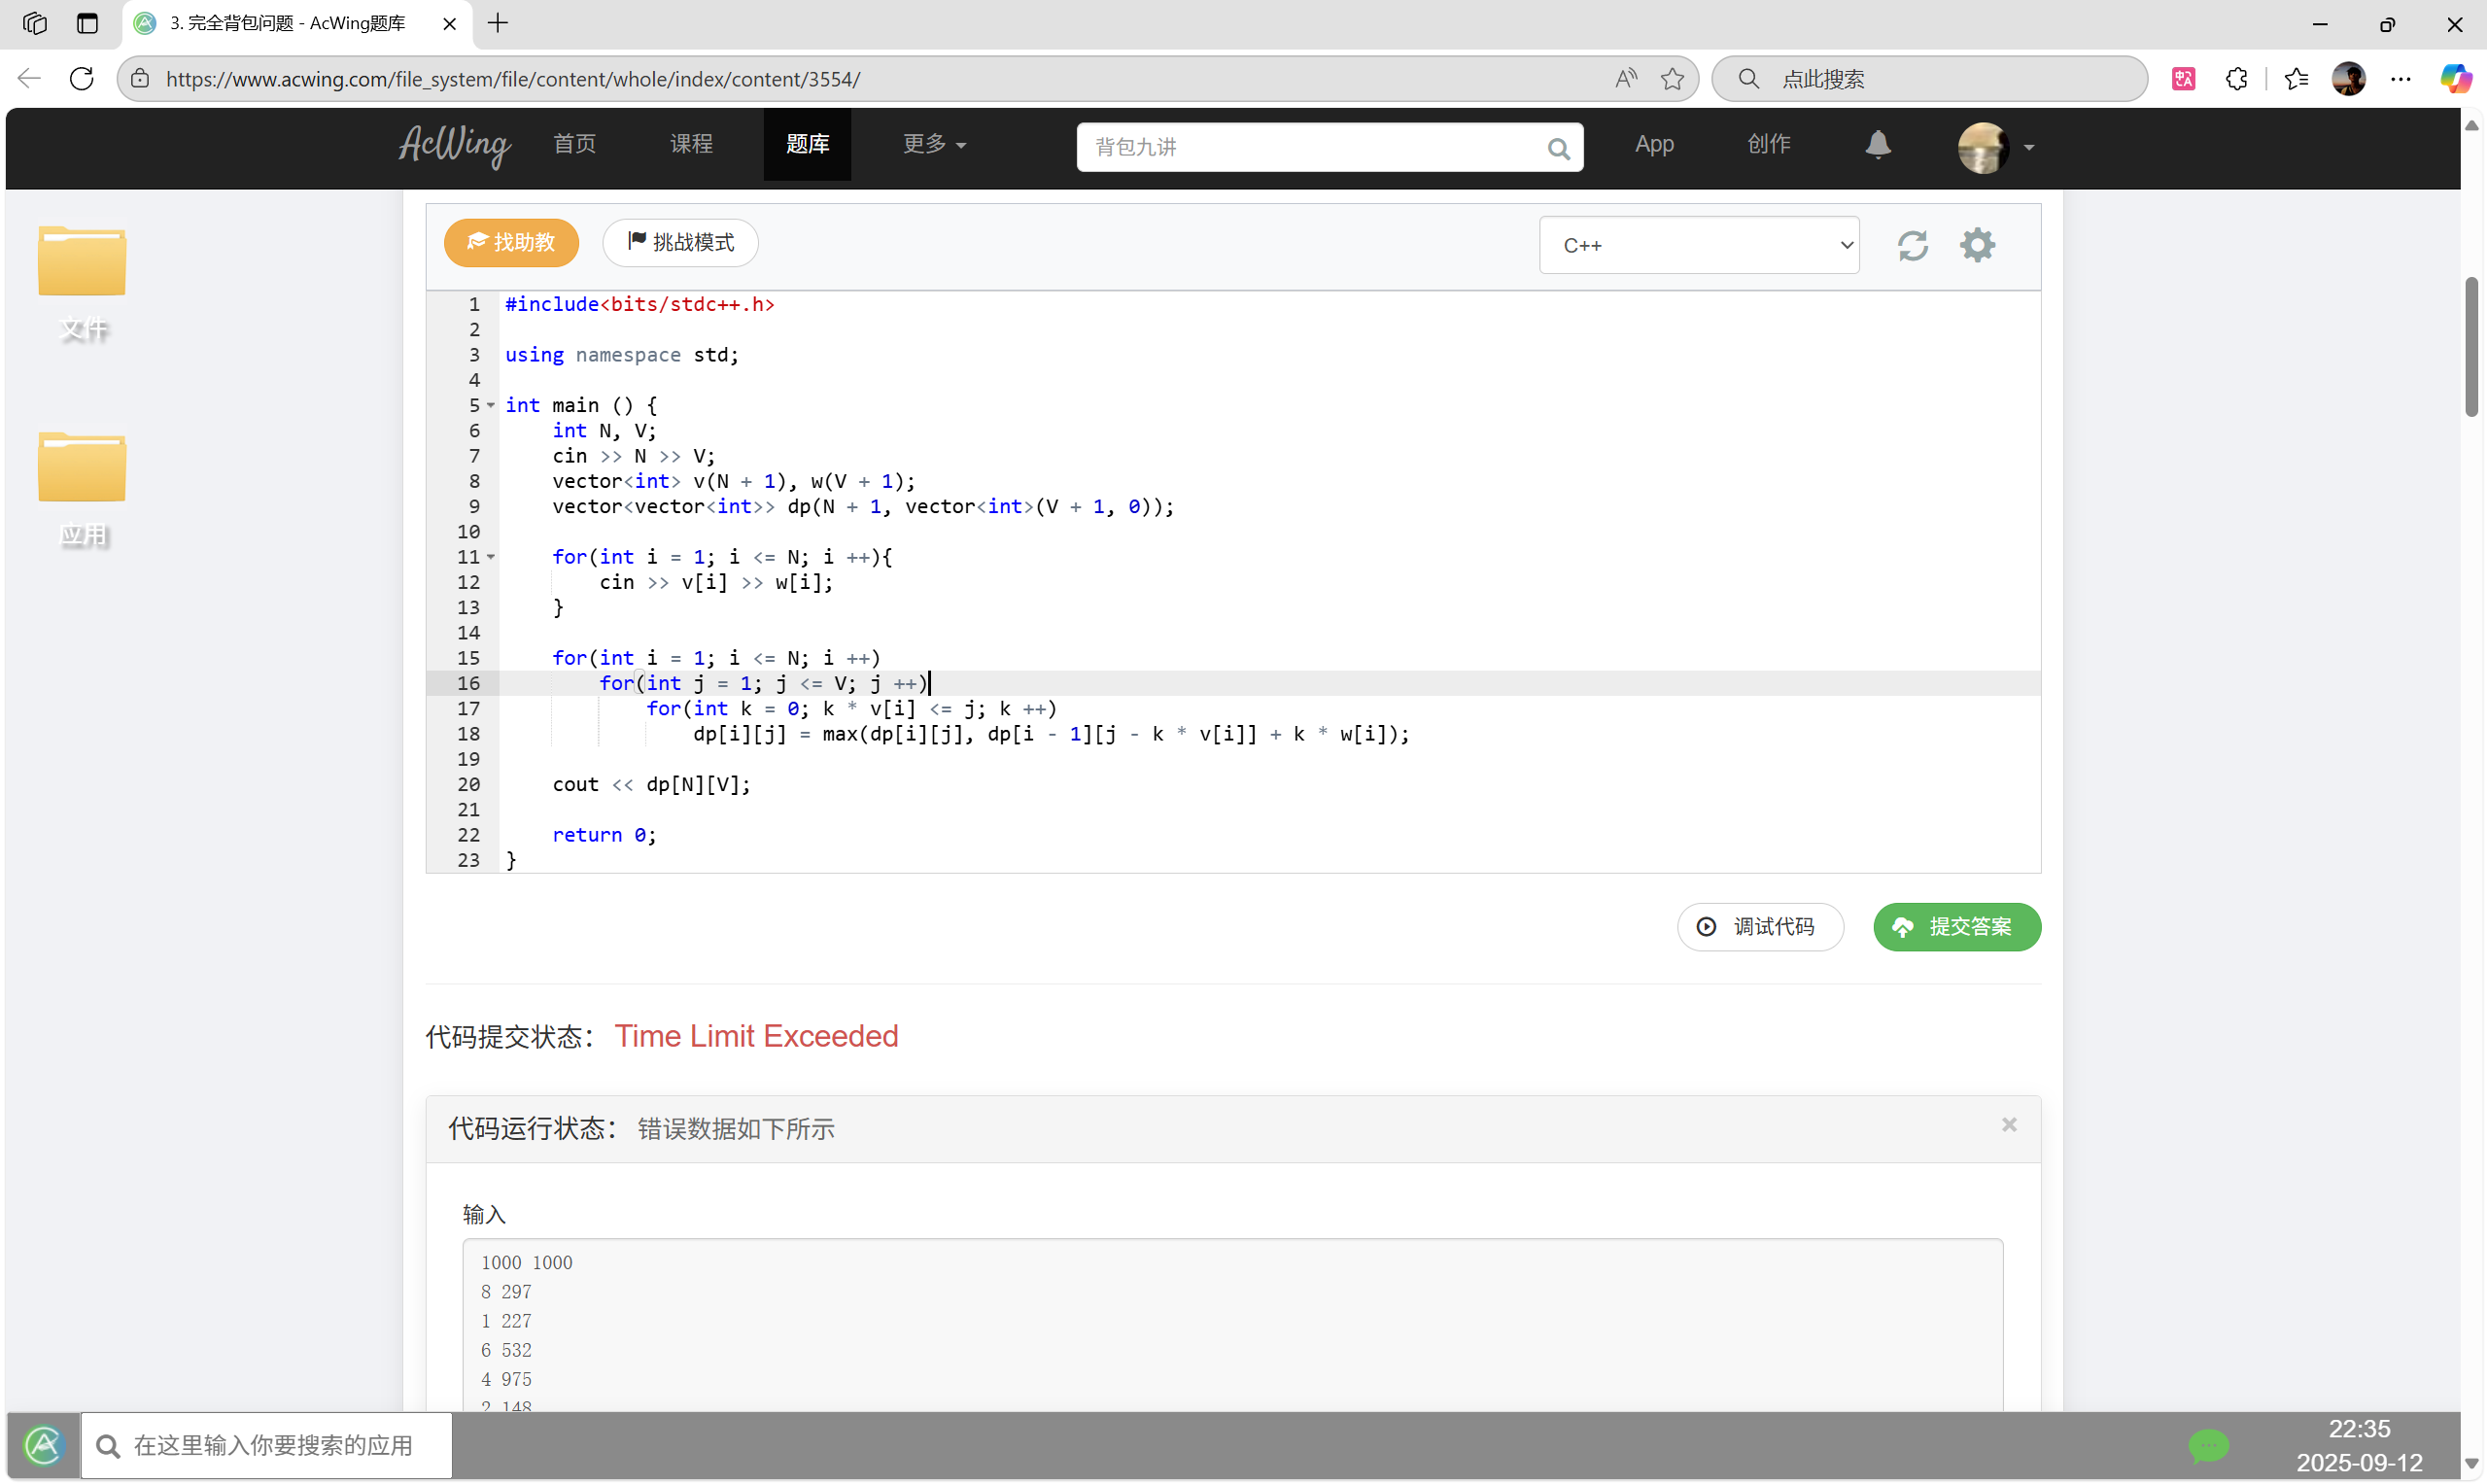 3. 完全背包问题 - AcWing题库
https://www.acwing.com/file_system/file/content/whole/index/content/3554/
点此搜索
AcWing 首页 课程 题库 更多 背包九讲 App 创作
文件
应用
找助教 挑战模式 C++
1 #include<bits/stdc++.h>
2
3 using namespace std;
4
5 int main () {
6 int N, V;
7 cin >> N >> V;
8 vector<int> v(N + 1), w(V + 1);
9 vector<vector<int>> dp(N + 1, vector<int>(V + 1, 0));
10
11 for(int i = 1; i <= N; i ++){
12 cin >> v[i] >> w[i];
13 }
14
15 for(int i = 1; i <= N; i ++)
16 for(int j = 1; j <= V; j ++)
17 for(int k = 0; k * v[i] <= j; k ++)
18 dp[i][j] = max(dp[i][j], dp[i - 1][j - k * v[i]] + k * w[i]);
19
20 cout << dp[N][V];
21
22 return 0;
23 }
调试代码 提交答案
代码提交状态： Time Limit Exceeded
代码运行状态： 错误数据如下所示
×
输入
1000 1000
8 297
1 227
6 532
4 975
2 148
在这里输入你要搜索的应用
22:35
2025-09-12